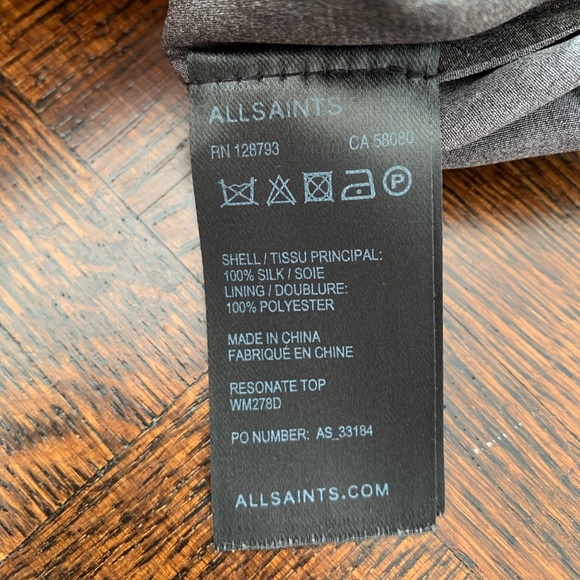 ALLSAINTS
RN 128793 CA 58080
P
SHELL / TISSU PRINCIPAL:
100% SILK / SOIE
LINING / DOUBLURE:
100% POLYESTER
MADE IN CHINA
FABRIQUÉ EN CHINE
RESONATE TOP
WM278D
PO NUMBER: AS_33184
ALLSAINTS.COM